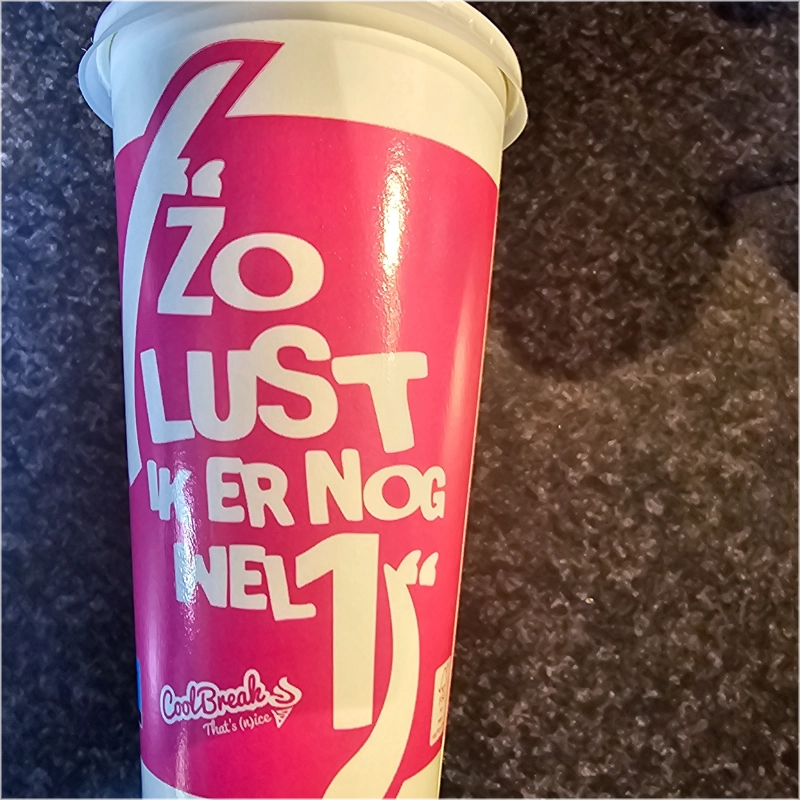 “ZO
LUST
IK ER NOG
WEL 1“
CoolBreak
That's (n)ice